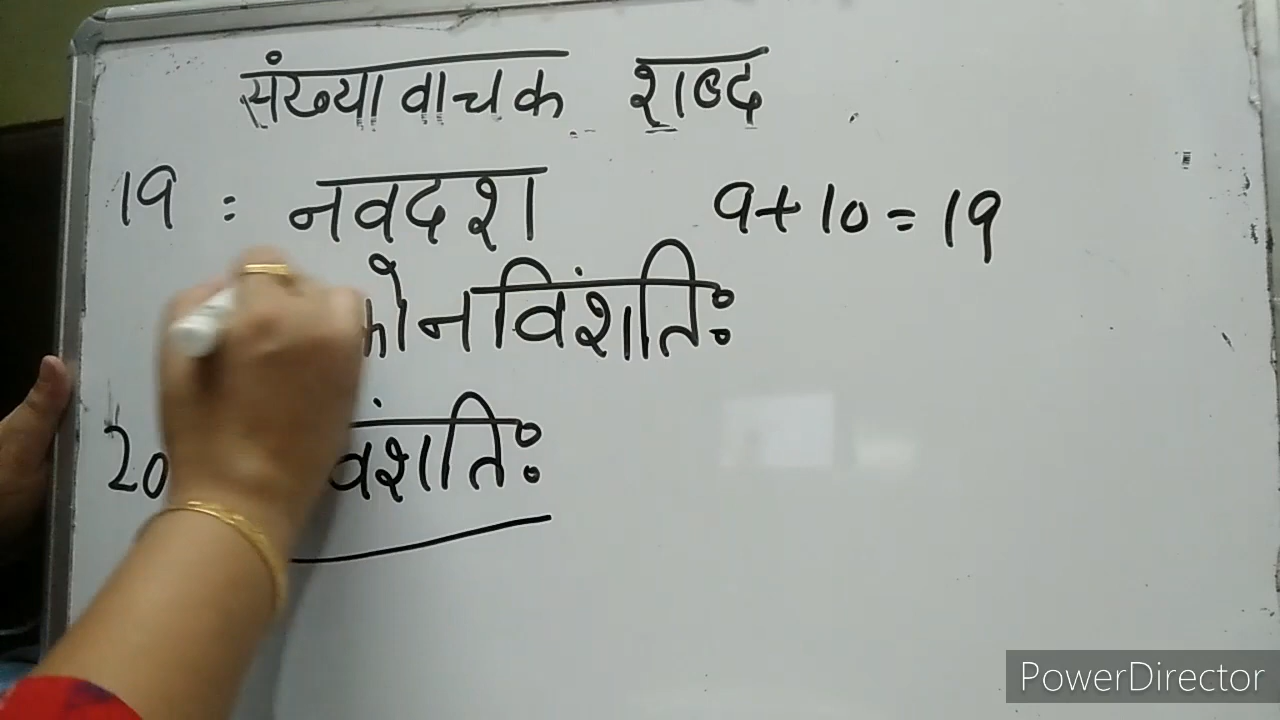 संख्या वाचक शब्द
19 : नवदश 9+10=19
कोनविंशतिः
20 वंशतिः
PowerDirector